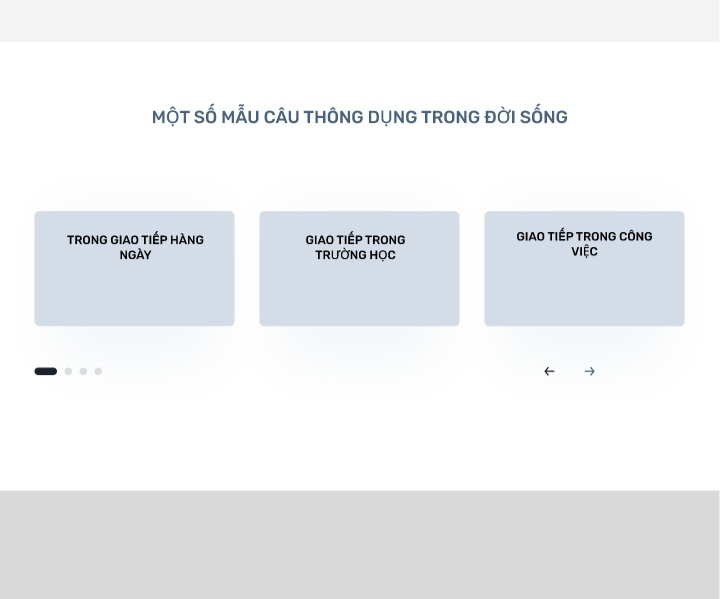 MỘT SỐ MẪU CÂU THÔNG DỤNG TRONG ĐỜI SỐNG
TRONG GIAO TIẾP HÀNG
NGÀY
GIAO TIẾP TRONG
TRƯỜNG HỌC
GIAO TIẾP TRONG CÔNG
VIỆC